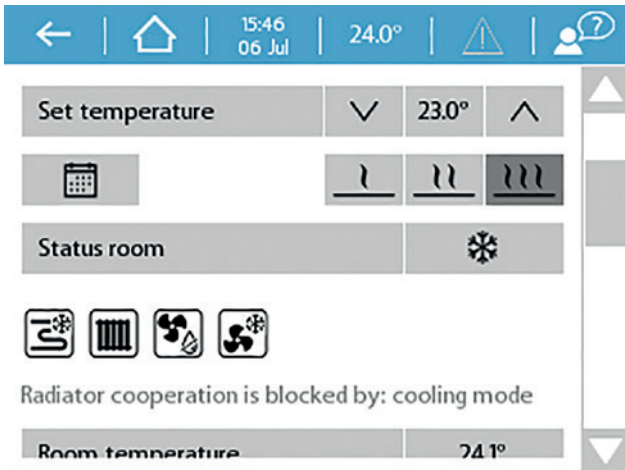 15:46
06 Jul
24.0°
?
Set temperature 23.0°
Status room
Radiator cooperation is blocked by: cooling mode
Room temperature 24.1°